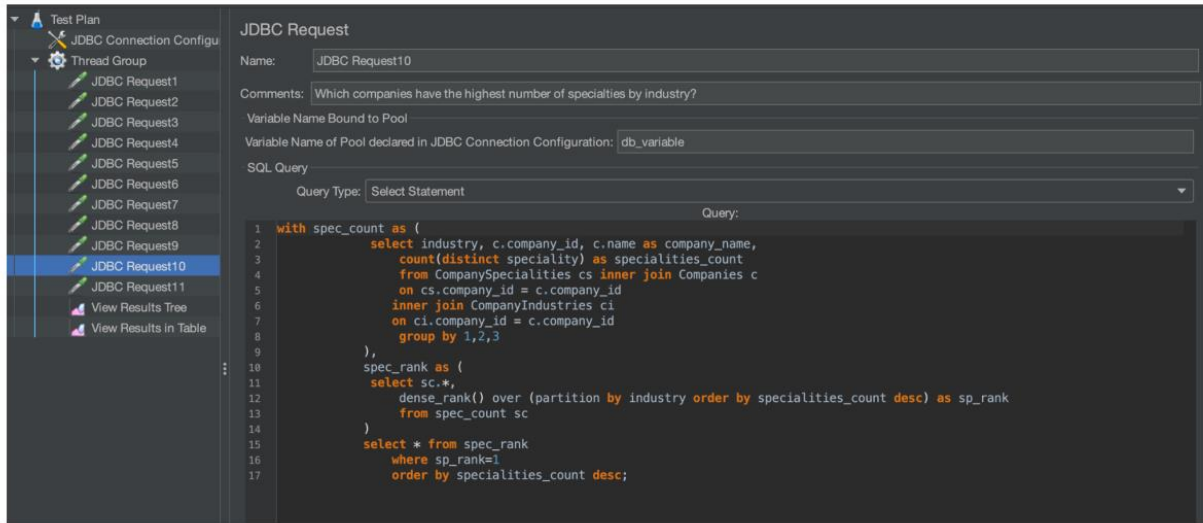 Test Plan
JDBC Connection Configu
Thread Group
JDBC Request1
JDBC Request2
JDBC Request3
JDBC Request4
JDBC Request5
JDBC Request6
JDBC Request7
JDBC Request8
JDBC Request9
JDBC Request10
JDBC Request11
View Results Tree
View Results in Table
JDBC Request
Name: JDBC Request10
Comments: Which companies have the highest number of specialties by industry?
Variable Name Bound to Pool
Variable Name of Pool declared in JDBC Connection Configuration: db_variable
SQL Query
Query Type: Select Statement
Query:
1 with spec_count as (
2 select industry, c.company_id, c.name as company_name,
3 count(distinct speciality) as specialities_count
4 from CompanySpecialities cs inner join Companies c
5 on cs.company_id = c.company_id
6 inner join CompanyIndustries ci
7 on ci.company_id = c.company_id
8 group by 1,2,3
9 ),
10 spec_rank as (
11 select sc.*,
12 dense_rank() over (partition by industry order by specialities_count desc) as sp_rank
13 from spec_count sc
14 )
15 select * from spec_rank
16 where sp_rank=1
17 order by specialities_count desc;